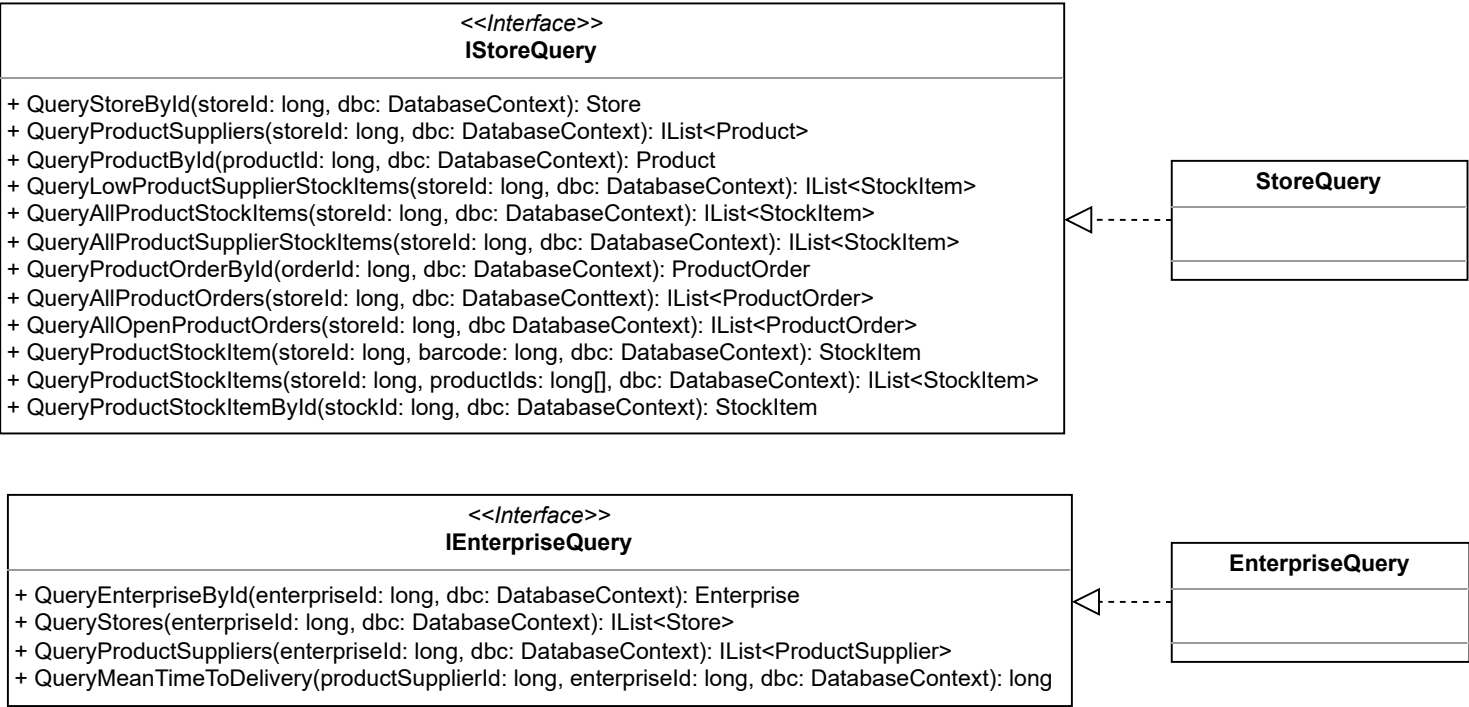 <<Interface>>
IStoreQuery
+ QueryStoreById(storeId: long, dbc: DatabaseContext): Store
+ QueryProductSuppliers(storeId: long, dbc: DatabaseContext): IList<Product>
+ QueryProductById(productId: long, dbc: DatabaseContext): Product
+ QueryLowProductSupplierStockItems(storeId: long, dbc: DatabaseContext): IList<StockItem>
+ QueryAllProductStockItems(storeId: long, dbc: DatabaseContext): IList<StockItem>
+ QueryAllProductSupplierStockItems(storeId: long, dbc: DatabaseContext): IList<StockItem>
+ QueryProductOrderById(orderId: long, dbc: DatabaseContext): ProductOrder
+ QueryAllProductOrders(storeId: long, dbc: DatabaseConttext): IList<ProductOrder>
+ QueryAllOpenProductOrders(storeId: long, dbc DatabaseContext): IList<ProductOrder>
+ QueryProductStockItem(storeId: long, barcode: long, dbc: DatabaseContext): StockItem
+ QueryProductStockItems(storeId: long, productIds: long[], dbc: DatabaseContext): IList<StockItem>
+ QueryProductStockItemById(stockId: long, dbc: DatabaseContext): StockItem
StoreQuery
<<Interface>>
IEnterpriseQuery
+ QueryEnterpriseById(enterpriseId: long, dbc: DatabaseContext): Enterprise
+ QueryStores(enterpriseId: long, dbc: DatabaseContext): IList<Store>
+ QueryProductSuppliers(enterpriseId: long, dbc: DatabaseContext): IList<ProductSupplier>
+ QueryMeanTimeToDelivery(productSupplierId: long, enterpriseId: long, dbc: DatabaseContext): long
EnterpriseQuery